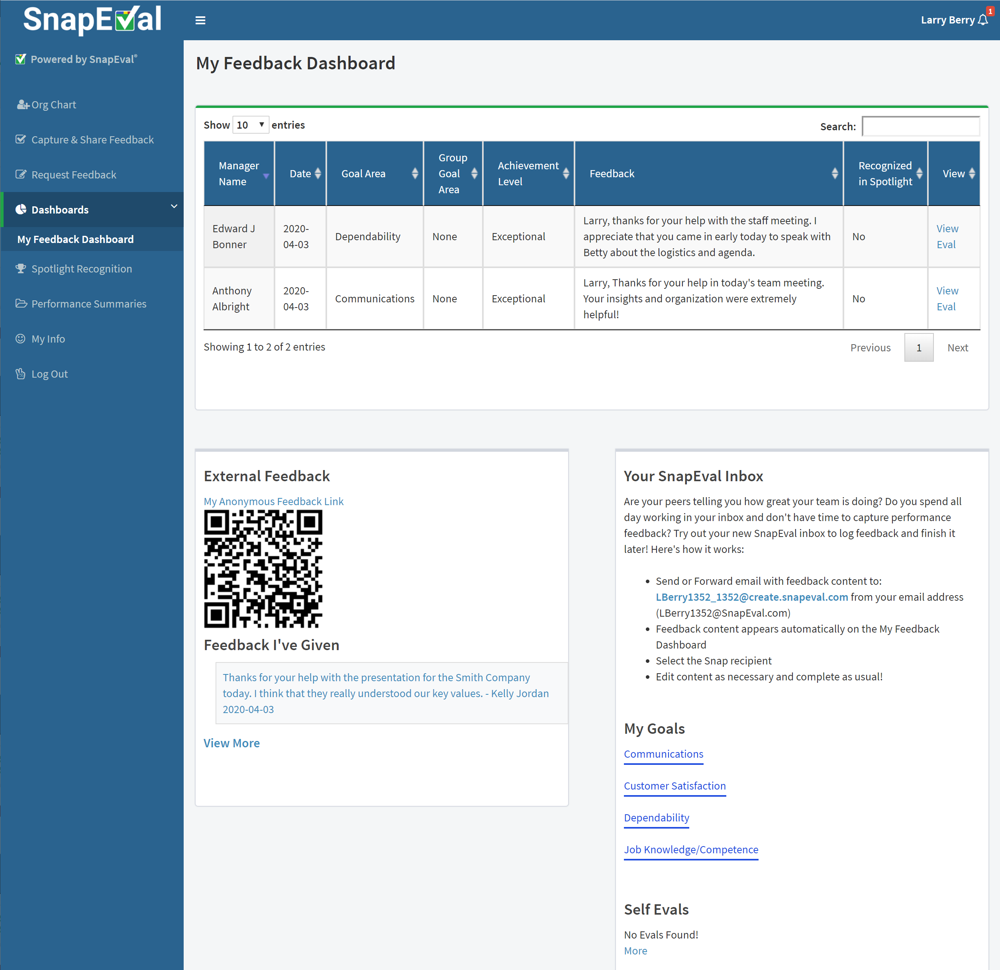 SnapEval
Larry Berry
1
Powered by SnapEval®
Org Chart
Capture & Share Feedback
Request Feedback
Dashboards
My Feedback Dashboard
Spotlight Recognition
Performance Summaries
My Info
Log Out
My Feedback Dashboard
Show 10 entries
Search:
Manager
Name
Date
Goal Area
Group
Goal
Area
Achievement
Level
Feedback
Recognized
in Spotlight
View
Edward J
Bonner
2020-
04-03
Dependability
None
Exceptional
Larry, thanks for your help with the staff meeting. I
appreciate that you came in early today to speak with
Betty about the logistics and agenda.
No
View
Eval
Anthony
Albright
2020-
04-03
Communications
None
Exceptional
Larry, Thanks for your help in today's team meeting.
Your insights and organization were extremely
helpful!
No
View
Eval
Showing 1 to 2 of 2 entries
Previous 1 Next
External Feedback
My Anonymous Feedback Link
Feedback I've Given
Thanks for your help with the presentation for the Smith Company
today. I think that they really understood our key values. - Kelly Jordan
2020-04-03
View More
Your SnapEval Inbox
Are your peers telling you how great your team is doing? Do you spend all
day working in your inbox and don't have time to capture performance
feedback? Try out your new SnapEval inbox to log feedback and finish it
later! Here's how it works:
• Send or Forward email with feedback content to:
LBerry1352_1352@create.snapeval.com from your email address
(LBerry1352@SnapEval.com)
• Feedback content appears automatically on the My Feedback
Dashboard
• Select the Snap recipient
• Edit content as necessary and complete as usual!
My Goals
Communications
Customer Satisfaction
Dependability
Job Knowledge/Competence
Self Evals
No Evals Found!
More